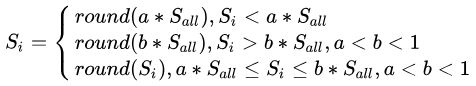 S_i = { round(a * S_all), S_i < a * S_all
round(b * S_all), S_i > b * S_all, a < b < 1
round(S_i), a * S_all ≤ S_i ≤ b * S_all, a < b < 1